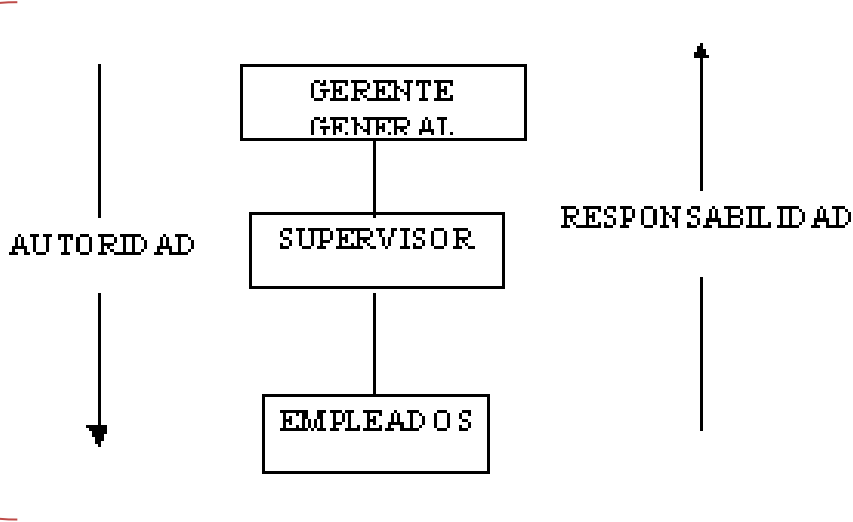 GERENTE
GENERAL
RESPONSABILIDAD
SUPERVISOR
AUTORIDAD
EMPLEADOS